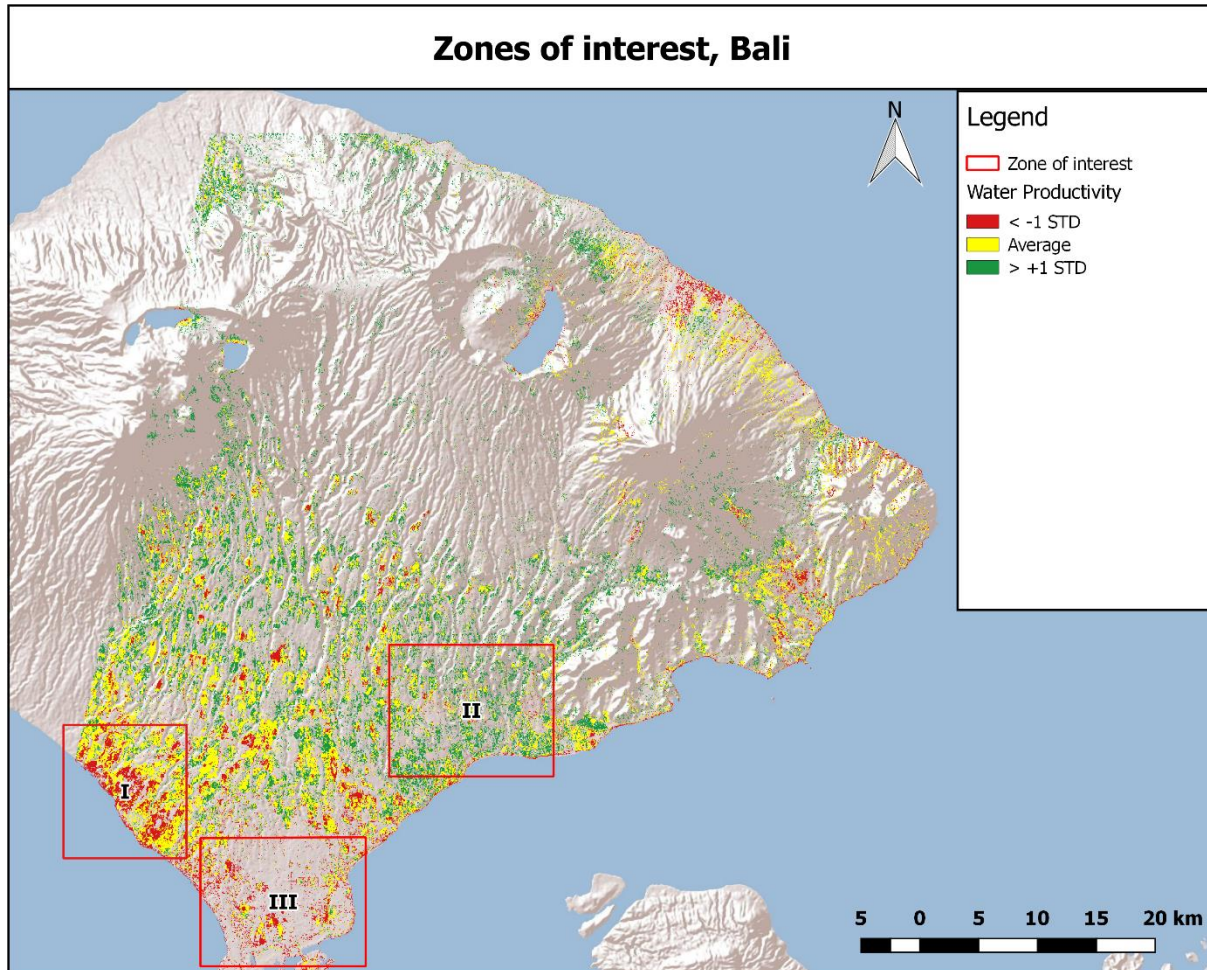 Zones of interest, Bali
N
Legend
Zone of interest
Water Productivity
< -1 STD
Average
> +1 STD
II
I
III
5 0 5 10 15 20 km